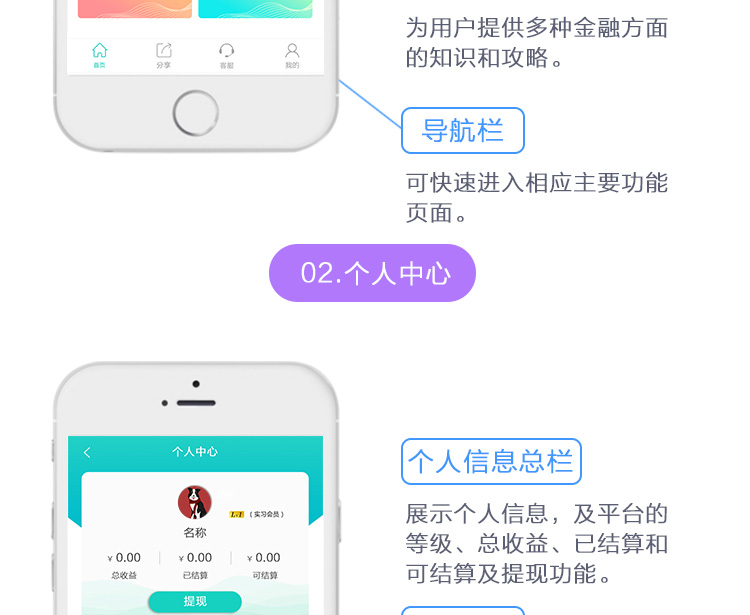 为用户提供多种金融方面
的知识和攻略。
首页 分享 客服 我的
导航栏
可快速进入相应主要功能
页面。
02.个人中心
个人中心
个人信息总栏
Lv1 (实习会员)
名称
展示个人信息，及平台的
等级、总收益、已结算和
可结算及提现功能。
¥ 0.00 ¥ 0.00 ¥ 0.00
总收益 已结算 可结算
提现